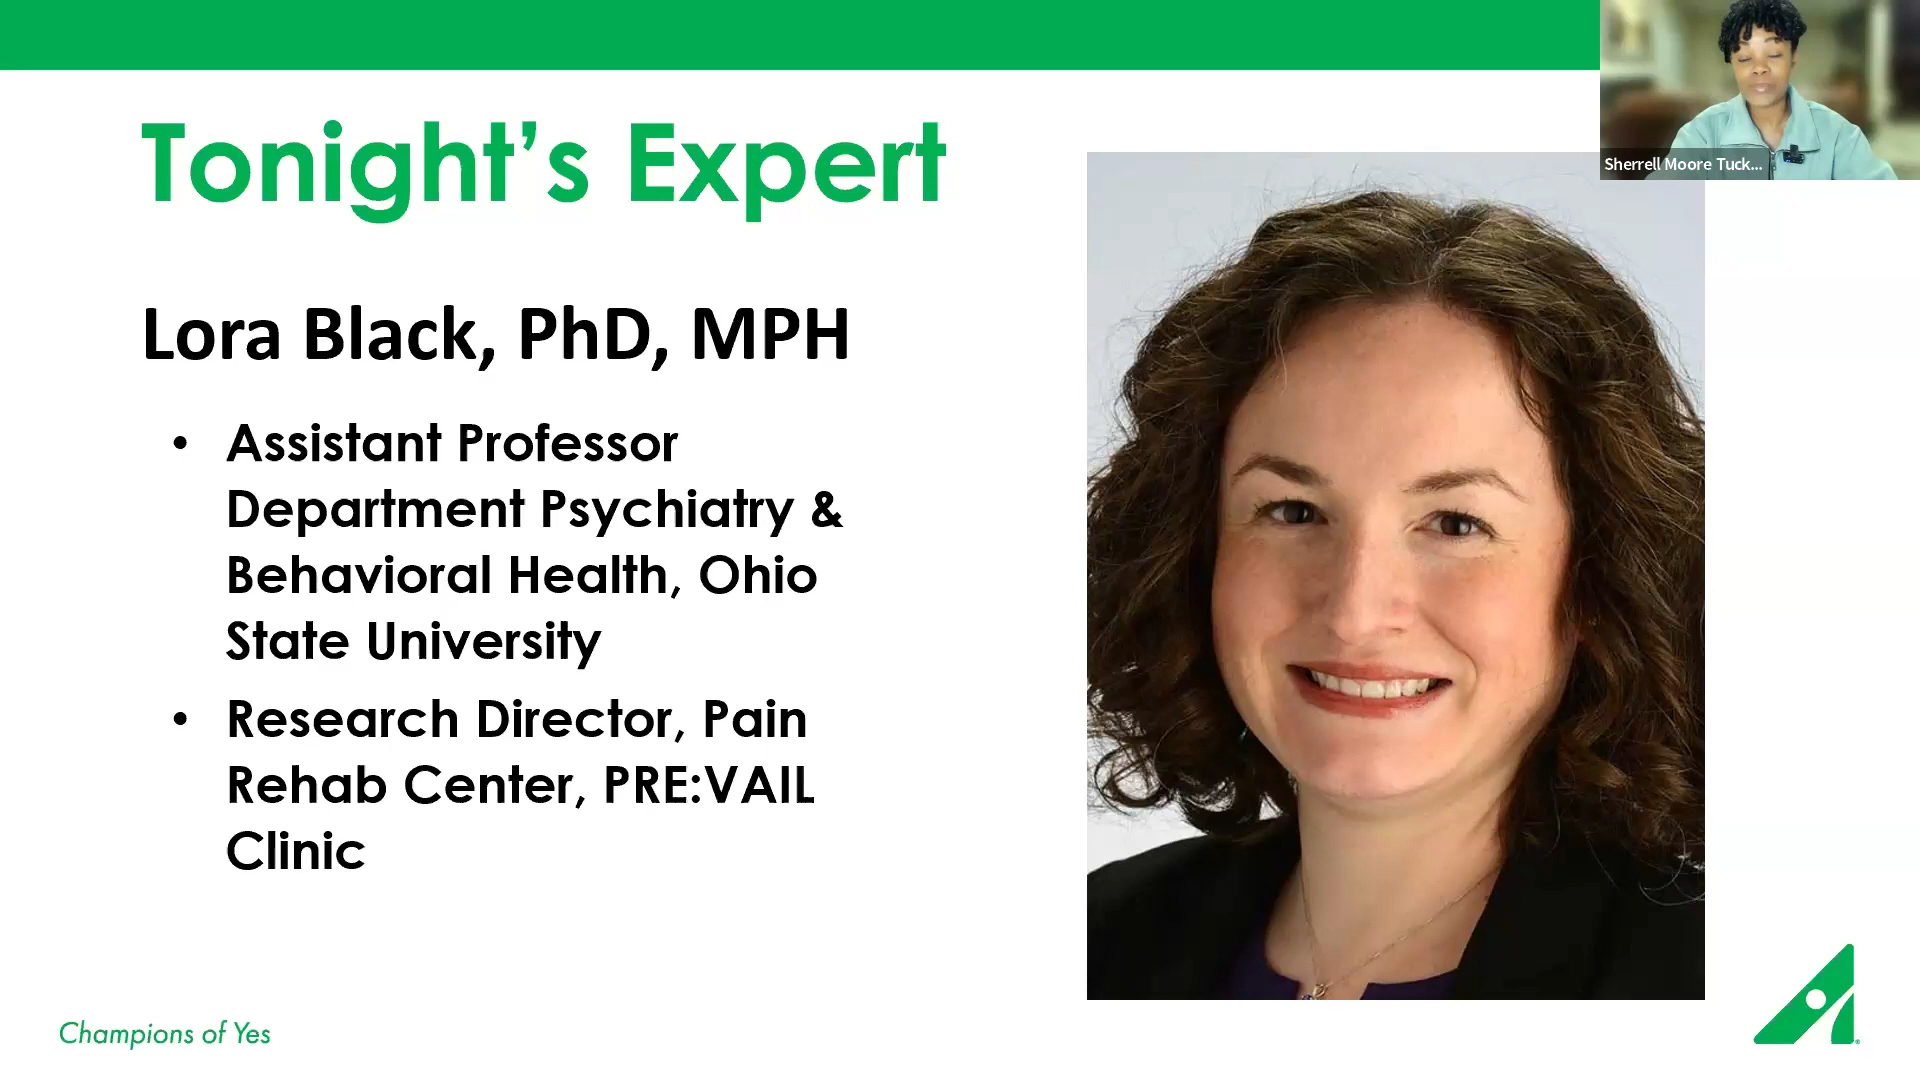 Tonight’s Expert
Sherrell Moore Tuck...
Lora Black, PhD, MPH
• Assistant Professor
Department Psychiatry &
Behavioral Health, Ohio
State University
• Research Director, Pain
Rehab Center, PRE:VAIL
Clinic
Champions of Yes